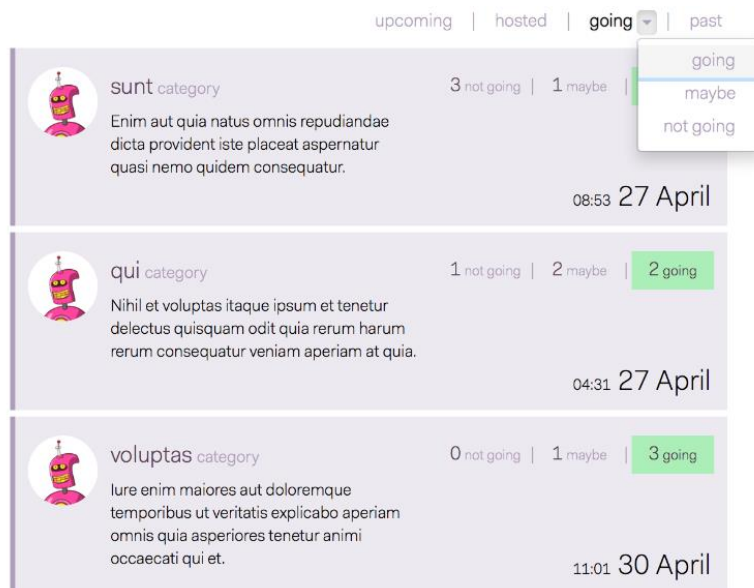 upcoming | hosted | going | past
going
maybe
not going
sunt category
3 not going | 1 maybe |
Enim aut quia natus omnis repudiandae
dicta provident iste placeat aspernatur
quasi nemo quidem consequatur.
08:53 27 April
qui category
1 not going | 2 maybe | 2 going
Nihil et voluptas itaque ipsum et tenetur
delectus quisquam odit quia rerum harum
rerum consequatur veniam aperiam at quia.
04:31 27 April
voluptas category
0 not going | 1 maybe | 3 going
Iure enim maiores aut doloremque
temporibus ut veritatis explicabo aperiam
omnis quia asperiores tenetur animi
occaecati qui et.
11:01 30 April